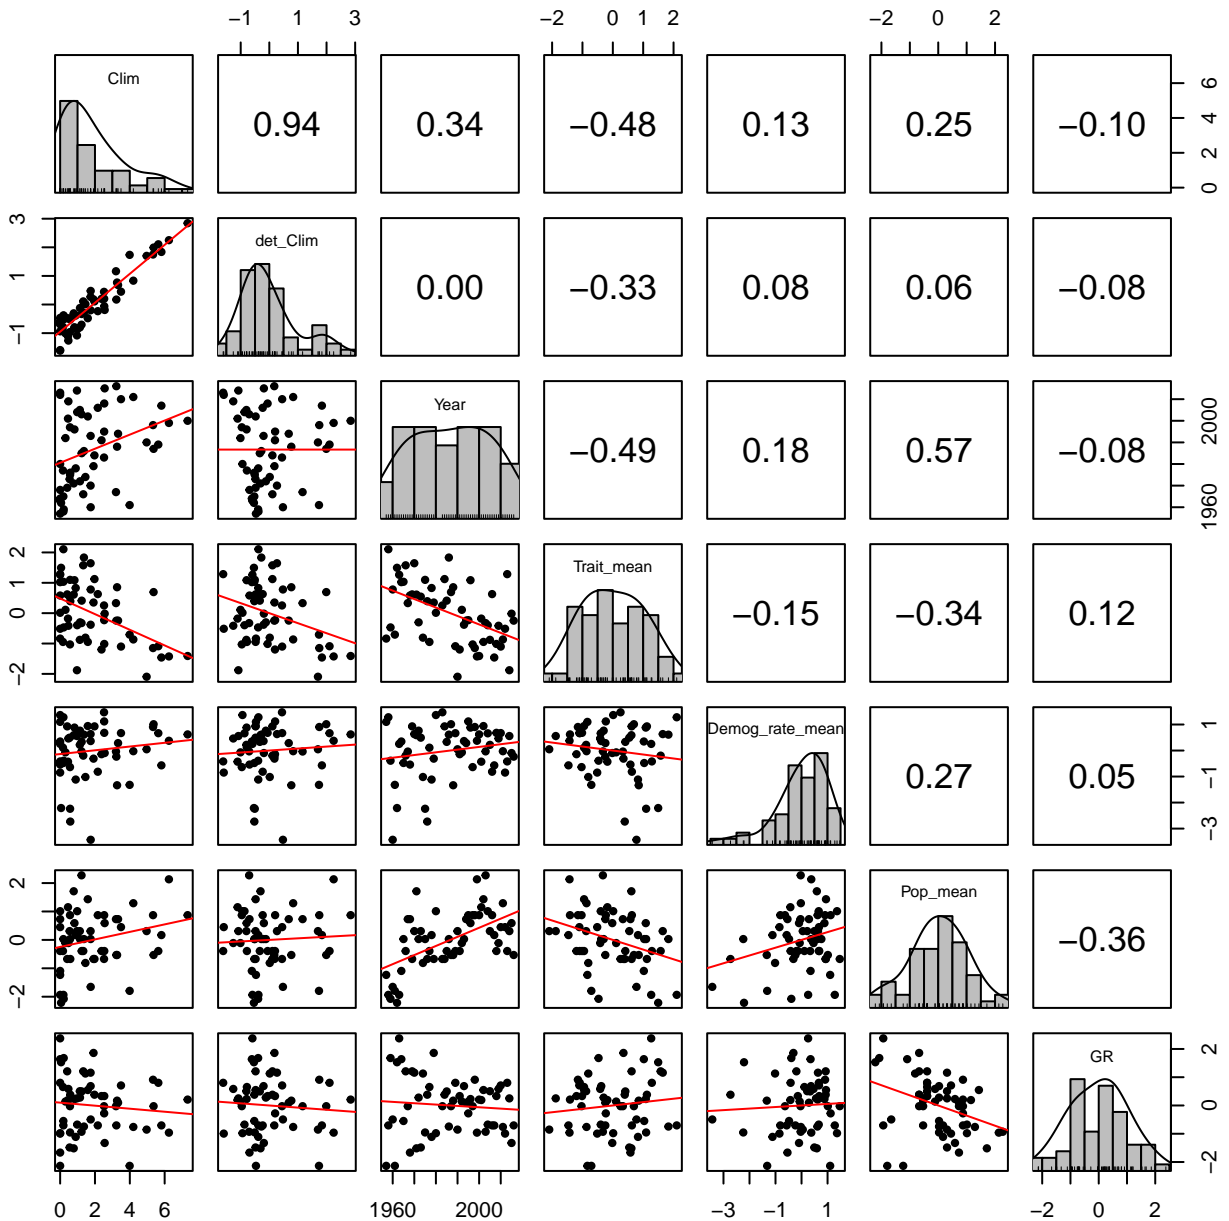 −1 1 3 −2 0 1 2 −2 0 2
Clim 0.94 0.34 −0.48 0.13 0.25 −0.10 0 2 4 6
−1 1 3 det_Clim 0.00 −0.33 0.08 0.06 −0.08
Year −0.49 0.18 0.57 −0.08 1960 2000
−2 0 1 2 Trait_mean −0.15 −0.34 0.12
Demog_rate_mean 0.27 0.05 −3 −1 1
−2 0 2 Pop_mean −0.36
GR −2 0 2
0 2 4 6 1960 2000 −3 −1 1 −2 0 2